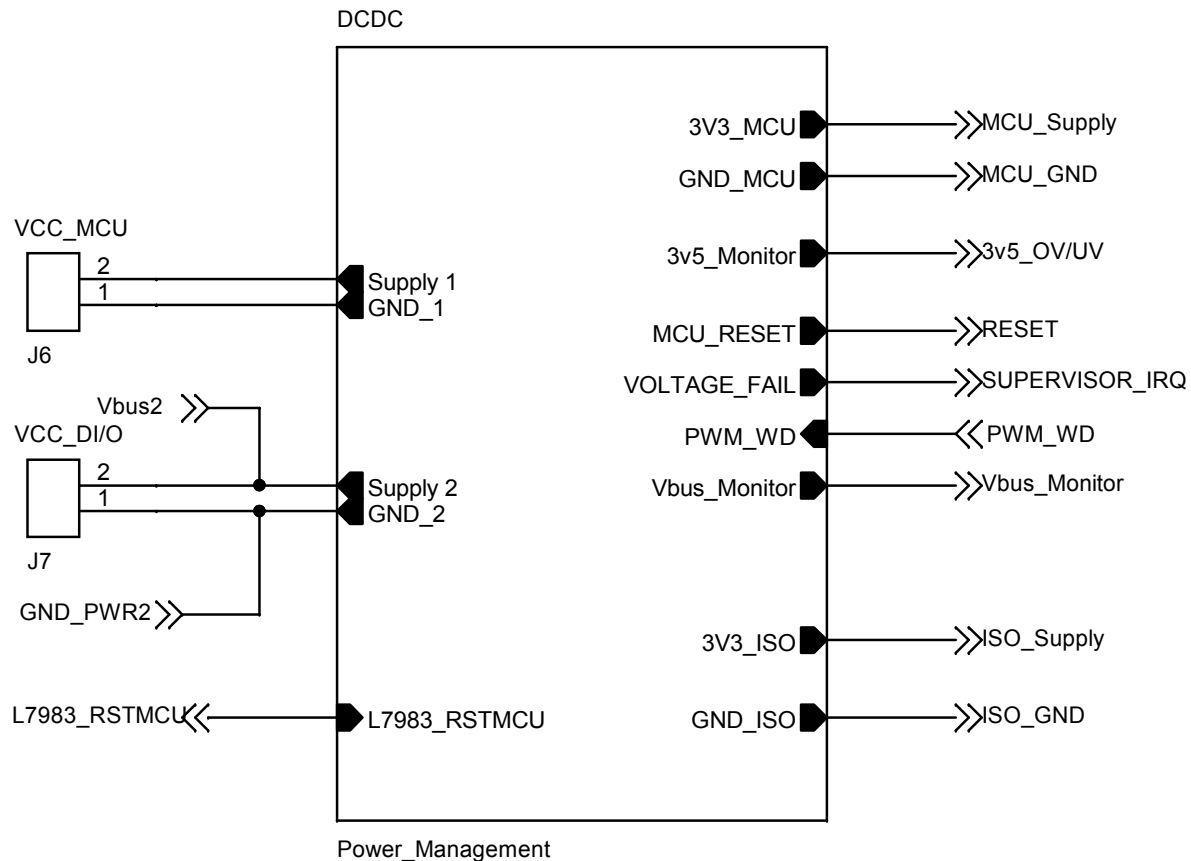 DCDC
3V3_MCU
MCU_Supply
GND_MCU
MCU_GND
VCC_MCU
3v5_Monitor
3v5_OV/UV
2
Supply 1
1
GND_1
MCU_RESET
RESET
J6
VOLTAGE_FAIL
SUPERVISOR_IRQ
Vbus2
VCC_DI/O
PWM_WD
PWM_WD
2
Supply 2
Vbus_Monitor
Vbus_Monitor
1
GND_2
J7
GND_PWR2
3V3_ISO
ISO_Supply
L7983_RSTMCU
L7983_RSTMCU
GND_ISO
ISO_GND
Power_Management